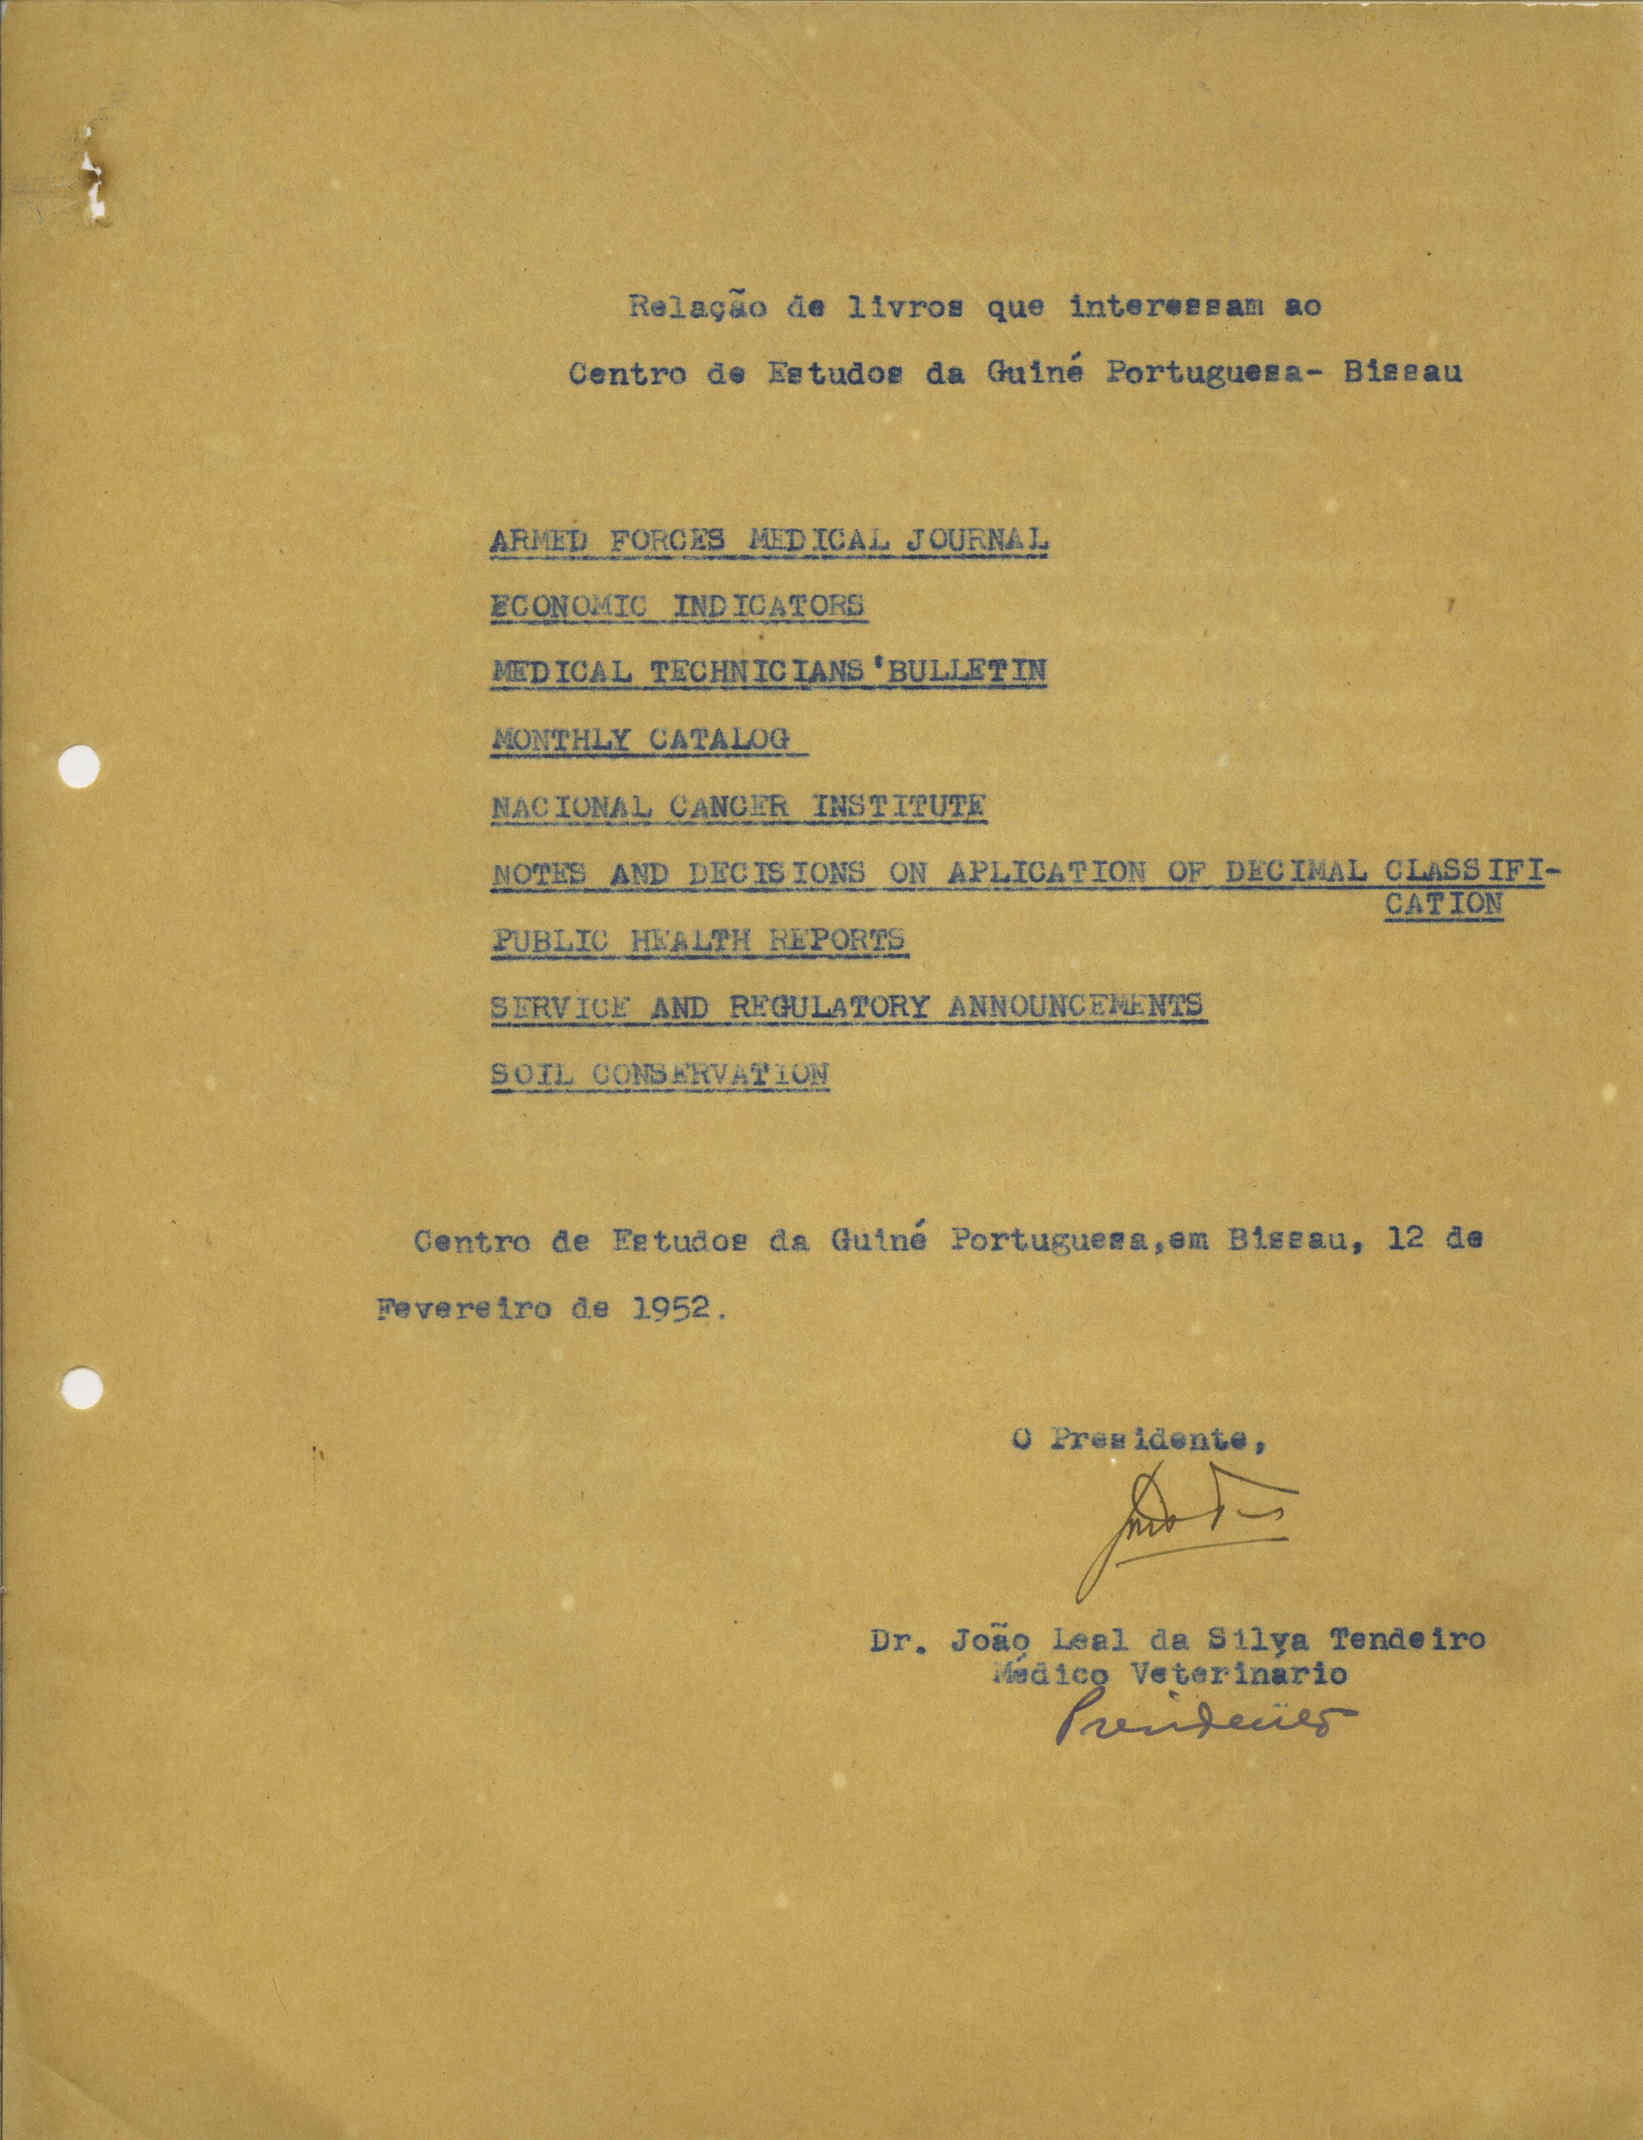 Relação de livros que interessam ao
Centro de Estudos da Guiné Portuguesa- Bissau
ARMED FORCES MEDICAL JOURNAL
ECONOMIC INDICATORS
MEDICAL TECHNICIANS'BULLETIN
MONTHLY CATALOG
NACIONAL CANCER INSTITUTE
NOTES AND DECISIONS ON APLICATION OF DECIMAL CLASSIFI-
CATION
PUBLIC HEALTH REPORTS
SERVICE AND REGULATORY ANNOUNCEMENTS
SOIL CONSERVATION
Centro de Estudos da Guiné Portuguesa,em Bissau, 12 de
Fevereiro de 1952.
O Presidente,
Dr. João Leal da Silva Tendeiro
Médico Veterinário